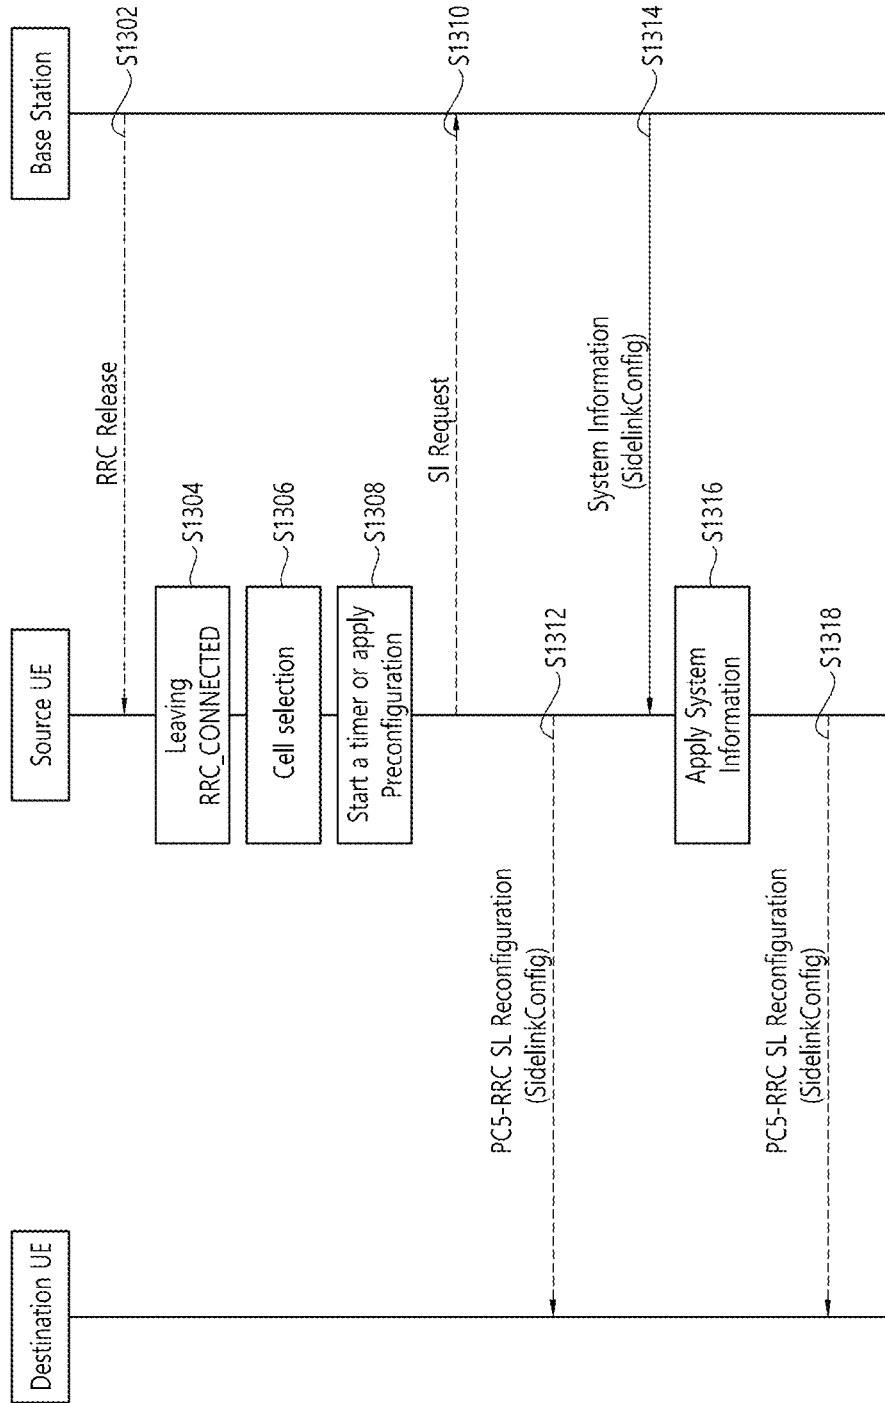 Destination UE
Source UE
Base Station
RRC Release
S1302
Leaving
RRC_CONNECTED
S1304
Cell selection
S1306
Start a timer or apply
Preconfiguration
S1308
SI Request
S1310
PC5-RRC SL Reconfiguration
(SidelinkConfig)
S1312
System Information
(SidelinkConfig)
S1314
Apply System
Information
S1316
PC5-RRC SL Reconfiguration
(SidelinkConfig)
S1318